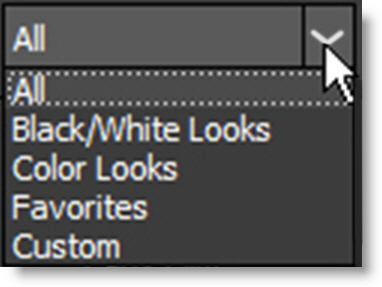 All
All
Black/White Looks
Color Looks
Favorites
Custom